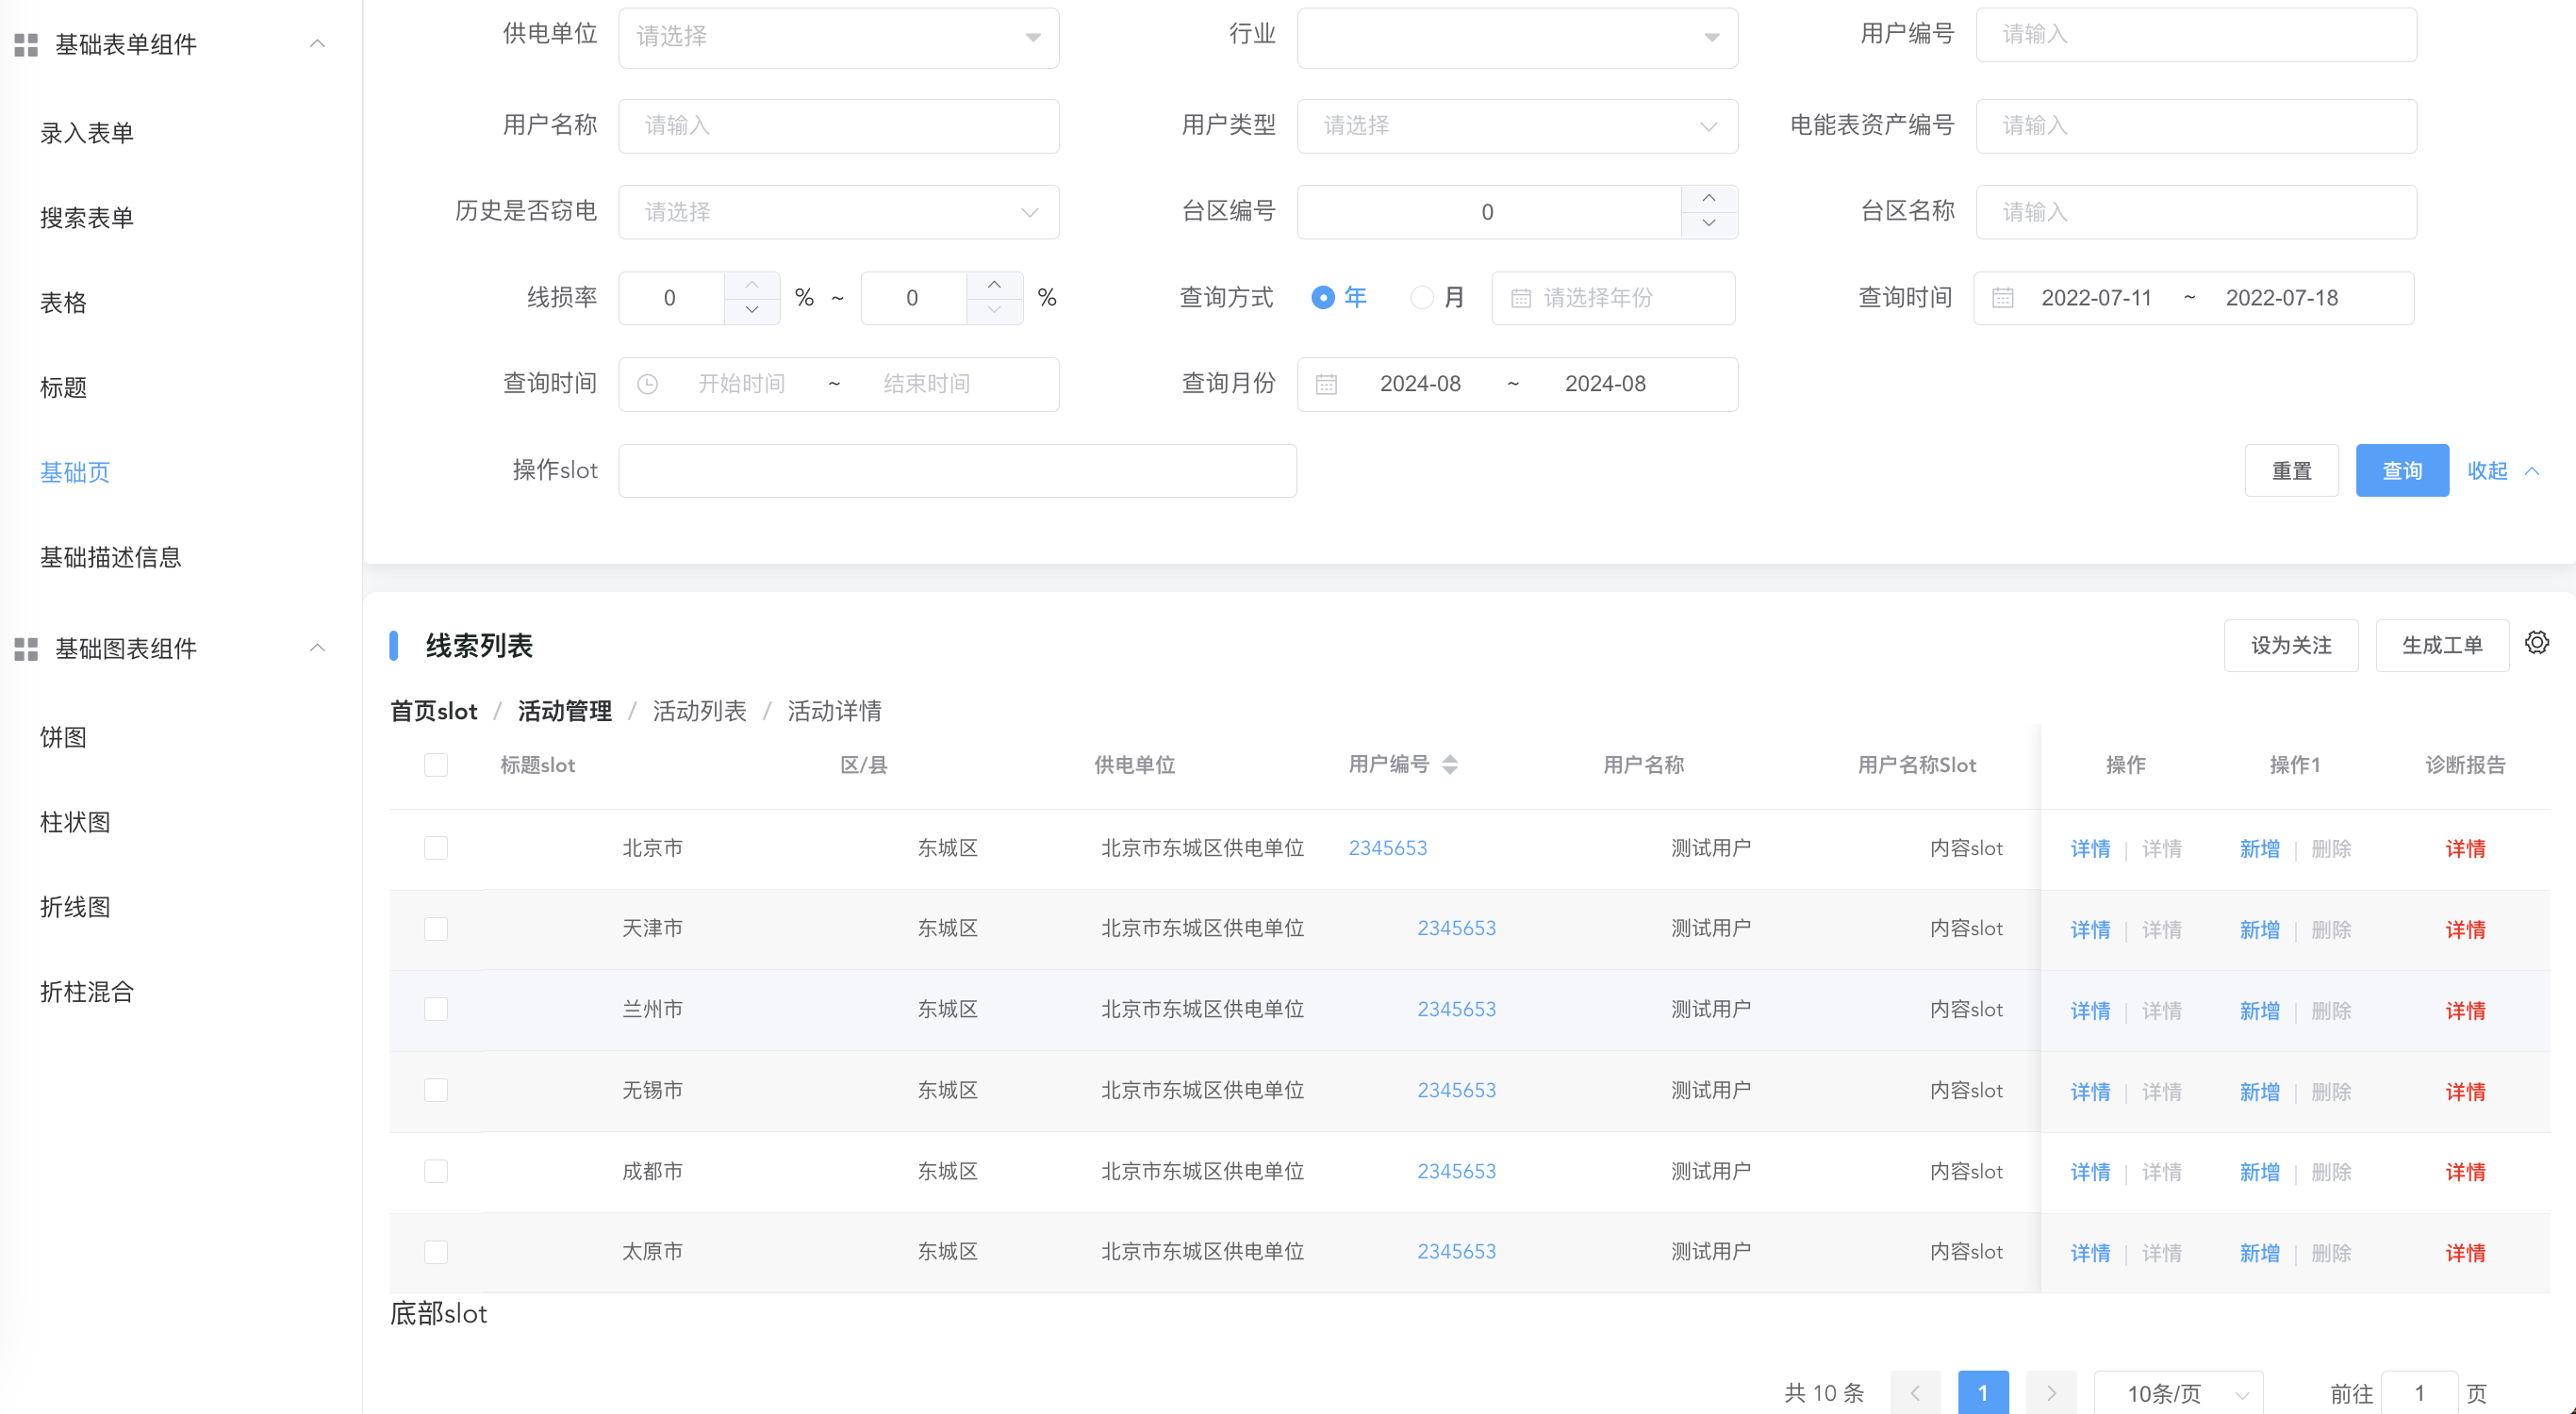 基础表单组件
录入表单
搜索表单
表格
标题
基础页
基础描述信息
基础图表组件
饼图
柱状图
折线图
折柱混合
供电单位 请选择 行业 用户编号 请输入
用户名称 请输入 用户类型 请选择 电能表资产编号 请输入
历史是否窃电 请选择 台区编号 0 台区名称 请输入
线损率 0 % ~ 0 % 查询方式 年 月 请选择年份 查询时间 2022-07-11 ~ 2022-07-18
查询时间 开始时间 ~ 结束时间 查询月份 2024-08 ~ 2024-08
操作slot 重置 查询 收起
线索列表 设为关注 生成工单
首页slot / 活动管理 / 活动列表 / 活动详情
标题slot 区/县 供电单位 用户编号 用户名称 用户名称Slot 操作 操作1 诊断报告
北京市 东城区 北京市东城区供电单位 2345653 测试用户 内容slot 详情 | 详情 新增 | 删除 详情
天津市 东城区 北京市东城区供电单位 2345653 测试用户 内容slot 详情 | 详情 新增 | 删除 详情
兰州市 东城区 北京市东城区供电单位 2345653 测试用户 内容slot 详情 | 详情 新增 | 删除 详情
无锡市 东城区 北京市东城区供电单位 2345653 测试用户 内容slot 详情 | 详情 新增 | 删除 详情
成都市 东城区 北京市东城区供电单位 2345653 测试用户 内容slot 详情 | 详情 新增 | 删除 详情
太原市 东城区 北京市东城区供电单位 2345653 测试用户 内容slot 详情 | 详情 新增 | 删除 详情
底部slot
共 10 条 1 10条/页 前往 1 页